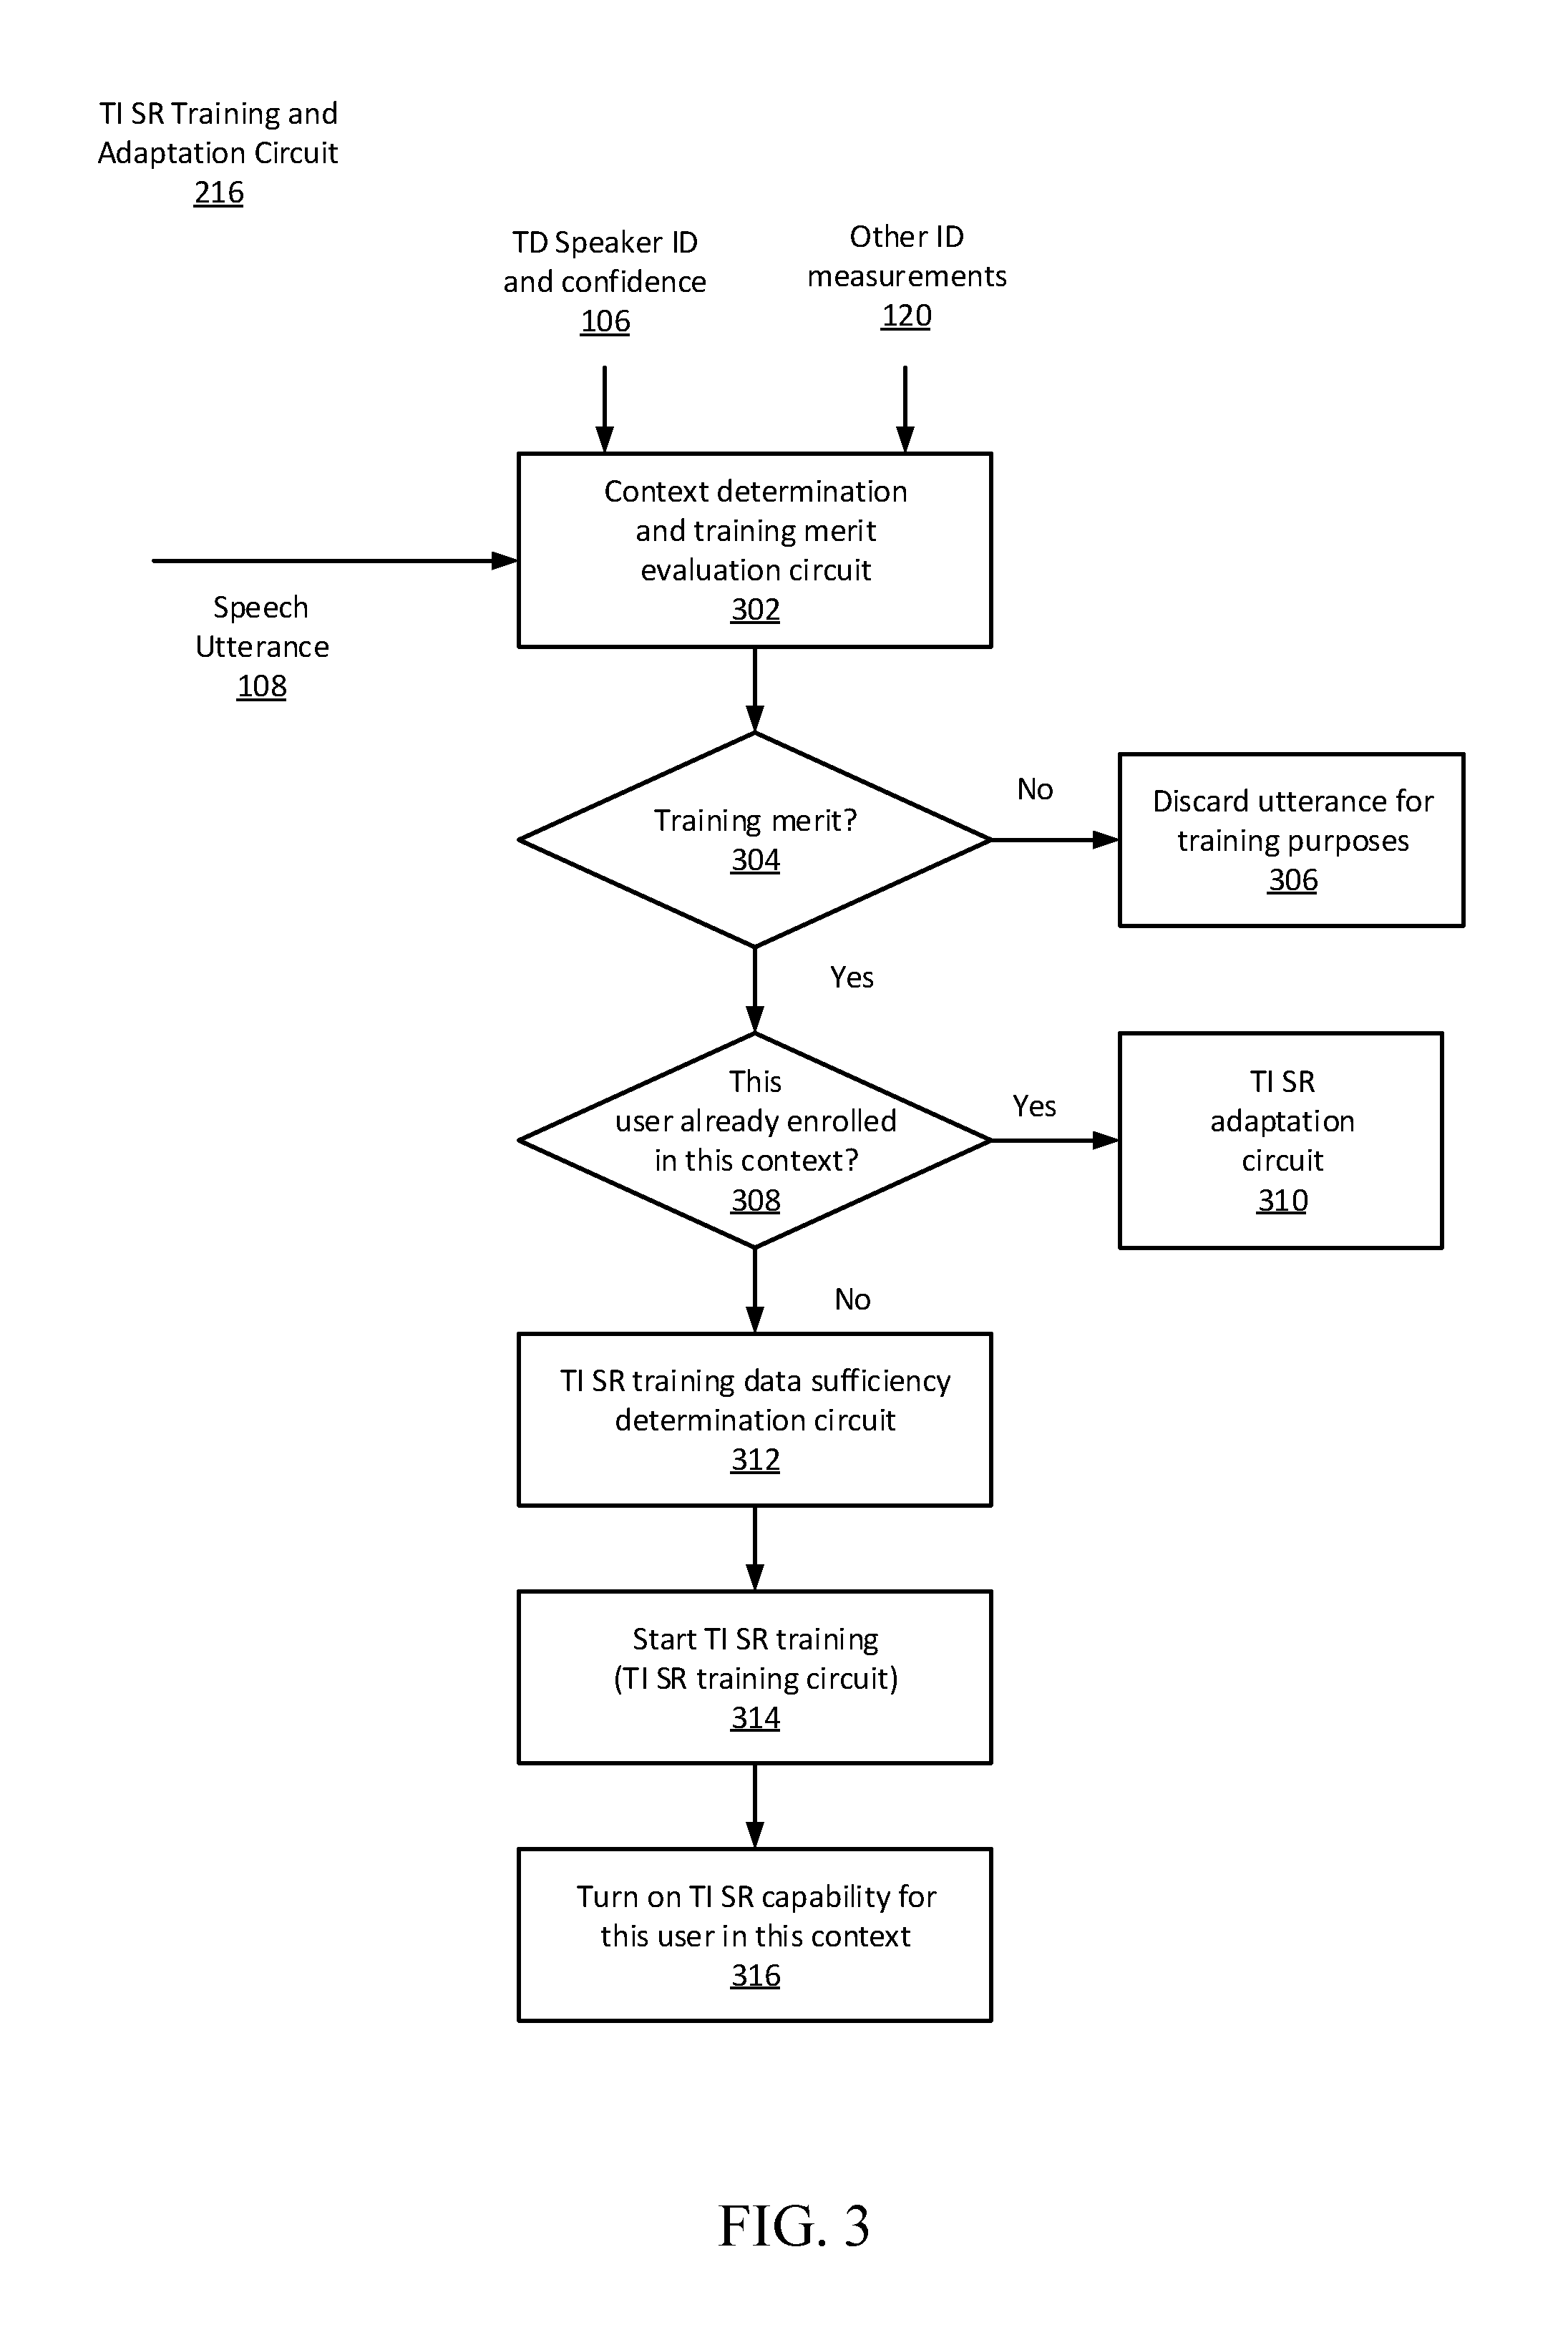 TI SR Training and
Adaptation Circuit
216
TD Speaker ID
and confidence
106
Other ID
measurements
120
Context determination
and training merit
evaluation circuit
302
Speech
Utterance
108
Training merit?
304
No
Discard utterance for
training purposes
306
Yes
This
user already enrolled
in this context?
308
Yes
TI SR
adaptation
circuit
310
No
TI SR training data sufficiency
determination circuit
312
Start TI SR training
(TI SR training circuit)
314
Turn on TI SR capability for
this user in this context
316
FIG. 3